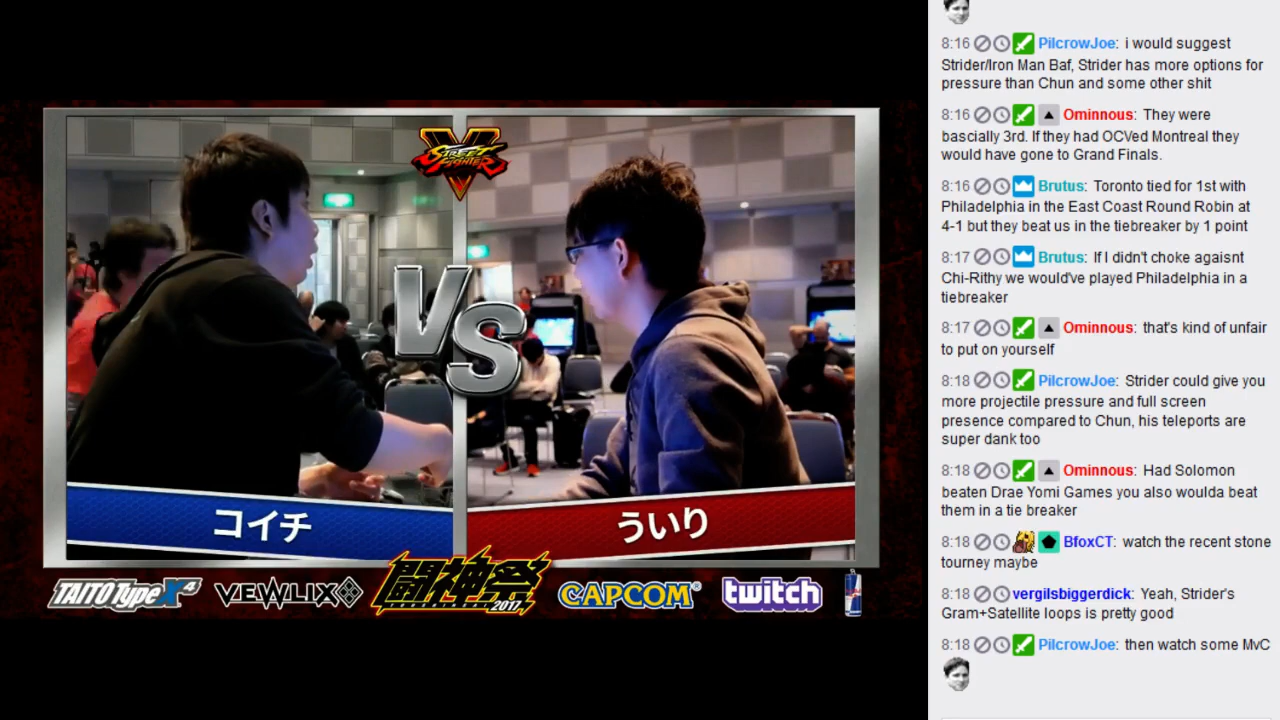 STREET
FIGHTER
V
VS
コイチ
ういり
TAITO Type X4
VEWLIX
闘神祭
TOUSHINSAI
2017
CAPCOM
twitch
Red Bull
8:16 PilcrowJoe: i would suggest
Strider/Iron Man Baf, Strider has more options for
pressure than Chun and some other shit
8:16 Ominnous: They were
bascially 3rd. If they had OCVed Montreal they
would have gone to Grand Finals.
8:16 Brutus: Toronto tied for 1st with
Philadelphia in the East Coast Round Robin at
4-1 but they beat us in the tiebreaker by 1 point
8:17 Brutus: If I didn't choke agaisnt
Chi-Rithy we would've played Philadelphia in a
tiebreaker
8:17 Ominnous: that's kind of unfair
to put on yourself
8:18 PilcrowJoe: Strider could give you
more projectile pressure and full screen
presence compared to Chun, his teleports are
super dank too
8:18 Ominnous: Had Solomon
beaten Drae Yomi Games you also woulda beat
them in a tie breaker
8:18 BfoxCT: watch the recent stone
tourney maybe
8:18 vergilsbiggerdick: Yeah, Strider's
Gram+Satellite loops is pretty good
8:18 PilcrowJoe: then watch some MvC